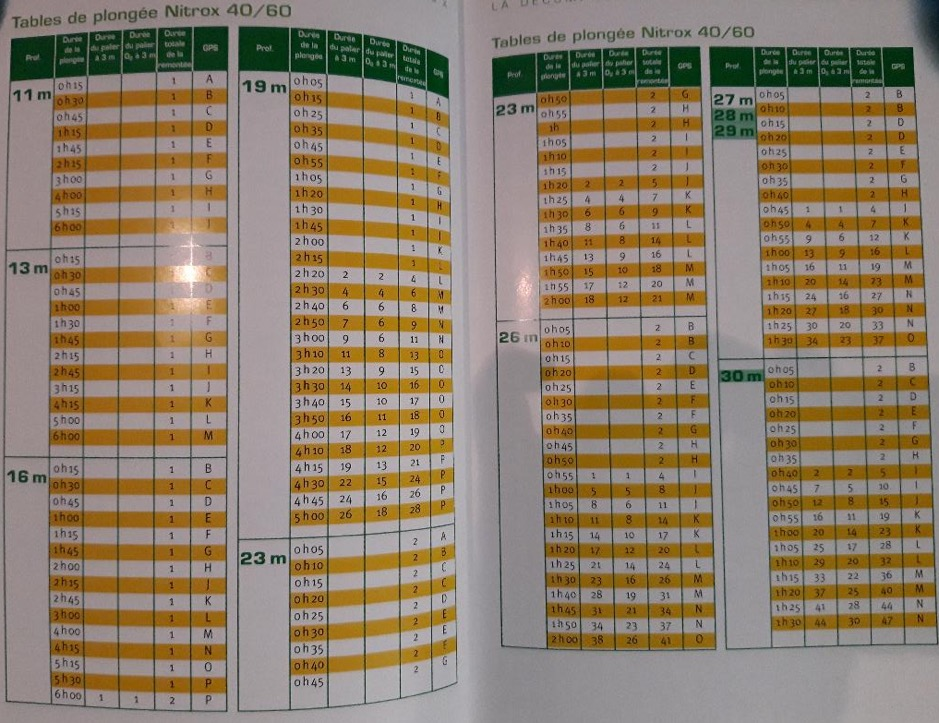 LA DÉCOM
Tables de plongée Nitrox 40/60
Prof. Durée de la plongée Durée du palier à 3 m Durée du palier O₂ à 3 m Durée totale de la remontée GPS
11 m 0h15 1 A
0h30 1 B
0h45 1 C
1h15 1 D
1h45 1 E
2h15 1 F
3h00 1 G
4h00 1 H
5h15 1 I
6h00 1 J
13 m 0h15 B
0h30 C
0h45 D
1h00 1 E
1h30 1 F
1h45 1 G
2h15 1 H
2h45 1 I
3h15 1 J
4h15 1 K
5h00 1 L
6h00 1 M
16 m 0h15 1 B
0h30 1 C
0h45 1 D
1h00 1 E
1h15 1 F
1h45 1 G
2h00 1 H
2h15 1 J
2h45 1 K
3h00 1 L
4h00 1 M
4h15 1 N
5h15 1 O
5h30 1 P
6h00 1 1 2 P
Prof. Durée de la plongée Durée du palier à 3 m Durée du palier O₂ à 3 m Durée totale de la remontée GPS
19 m 0h05 1 A
0h15 1 B
0h25 1 C
0h35 1 D
0h45 1 E
0h55 1 F
1h05 1 G
1h20 1 H
1h30 1 I
1h45 1
2h00 1 K
2h15 1 L
2h20 2 2 4 L
2h30 4 4 6 M
2h40 6 6 8 M
2h50 7 6 9 N
3h00 9 6 11 N
3h10 11 8 13 O
3h20 13 9 15 O
3h30 14 10 16 O
3h40 15 10 17 O
3h50 16 11 18 O
4h00 17 12 19 O
4h10 18 12 20 P
4h15 19 13 21 P
4h30 22 15 24 P
4h45 24 16 26 P
5h00 26 18 28 P
23 m 0h05 2 A
0h10 2 B
0h15 2 C
0h20 2 C
0h25 2 D
0h30 2 E
0h35 2 E
0h40 2 F
0h45 2 G
Tables de plongée Nitrox 40/60
Prof. Durée de la plongée Durée du palier à 3 m Durée du palier O₂ à 3 m Durée totale de la remontée GPS
23 m 0h50 2 G
0h55 2 H
1h 2 H
1h05 2 I
1h10 2 I
1h15 2 J
1h20 2 2 5 J
1h25 4 4 7 K
1h30 6 6 9 K
1h35 8 6 11 L
1h40 11 8 14 L
1h45 13 9 16 L
1h50 15 10 18 M
1h55 17 12 20 M
2h00 18 12 21 M
26 m 0h05 2 B
0h10 2 B
0h15 2 C
0h20 2 D
0h25 2 E
0h30 2 F
0h35 2 F
0h40 2 G
0h45 2 H
0h50 2 H
0h55 1 1 4 I
1h00 5 5 8 J
1h05 8 6 11 J
1h10 11 8 14 K
1h15 14 10 17 K
1h20 17 12 20 L
1h25 21 14 24 L
1h30 23 16 26 M
1h40 28 19 31 M
1h45 31 21 34 N
1h50 34 23 37 N
2h00 38 26 41 O
Prof. Durée de la plongée Durée du palier à 3 m Durée du palier O₂ à 3 m Durée totale de la remontée GPS
27 m 0h05 2 B
28 m 0h10 2 B
29 m 0h15 2 D
0h20 2 D
0h25 2 E
0h30 2 F
0h35 2 G
0h40 2 H
0h45 1 1 4 I
0h50 4 4 7 K
0h55 9 6 12 K
1h00 13 9 16 L
1h05 16 11 19 M
1h10 20 14 23 M
1h15 24 16 27 N
1h20 27 18 30 N
1h25 30 20 33 N
1h30 34 23 37 O
30 m 0h05 2 B
0h10 2 C
0h15 2 D
0h20 2 E
0h25 2 F
0h30 2 G
0h35 2 H
0h40 2 2 5 I
0h45 7 5 10 I
0h50 12 8 15 J
0h55 16 11 19 K
1h00 20 14 23 K
1h05 25 17 28 L
1h10 29 20 32 L
1h15 33 22 36 M
1h20 37 25 40 M
1h25 41 28 44 N
1h30 44 30 47 N